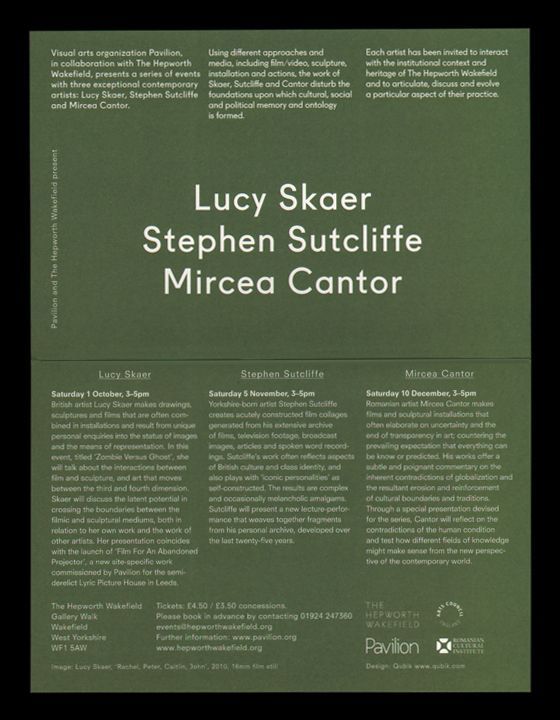 Visual arts organization Pavilion,
in collaboration with The Hepworth
Wakefield, presents a series of events
with three exceptional contemporary
artists: Lucy Skaer, Stephen Sutcliffe
and Mircea Cantor.
Using different approaches and
media, including film/video, sculpture,
installation and actions, the work of
Skaer, Sutcliffe and Cantor disturb the
foundations upon which cultural, social
and political memory and ontology
is formed.
Each artist has been invited to interact
with the institutional context and
heritage of The Hepworth Wakefield
and to articulate, discuss and evolve
a particular aspect of their practice.
Pavilion and The Hepworth Wakefield present
Lucy Skaer
Stephen Sutcliffe
Mircea Cantor
Lucy Skaer
Saturday 1 October, 3–5pm
British artist Lucy Skaer makes drawings,
sculptures and films that are often com-
bined in installations and result from unique
personal enquiries into the status of images
and the means of representation. In this
event, titled 'Zombie Versus Ghost', she
will talk about the interactions between
film and sculpture, and art that moves
between the third and fourth dimension.
Skaer will discuss the latent potential in
crossing the boundaries between the
filmic and sculptural mediums, both in
relation to her own work and the work of
other artists. Her presentation coincides
with the launch of 'Film For An Abandoned
Projector', a new site-specific work
commissioned by Pavilion for the semi-
derelict Lyric Picture House in Leeds.
Stephen Sutcliffe
Saturday 5 November, 3–5pm
Yorkshire-born artist Stephen Sutcliffe
creates acutely constructed film collages
generated from his extensive archive
of films, television footage, broadcast
images, articles and spoken word record-
ings. Sutcliffe's work often reflects aspects
of British culture and class identity, and
also plays with 'iconic personalities' as
self-constructed. The results are complex
and occasionally melancholic amalgams.
Sutcliffe will present a new lecture-perfor-
mance that weaves together fragments
from his personal archive, developed over
the last twenty-five years.
Mircea Cantor
Saturday 10 December, 3–5pm
Romanian artist Mircea Cantor makes
films and sculptural installations that
often elaborate on uncertainty and the
end of transparency in art; countering the
prevailing expectation that everything can
be know or predicted. His works offer a
subtle and poignant commentary on the
inherent contradictions of globalization and
the resultant erosion and reinforcement
of cultural boundaries and traditions.
Through a special presentation devised
for the series, Cantor will reflect on the
contradictions of the human condition
and test how different fields of knowledge
might make sense from the new perspec-
tive of the contemporary world.
The Hepworth Wakefield
Gallery Walk
Wakefield
West Yorkshire
WF1 5AW
Tickets: £4.50 / £3.50 concessions.
Please book in advance by contacting 01924 247360
events@hepworthwakefield.org
Further information: www.pavilion.org
www.hepworthwakefield.org
THE
HEPWORTH
WAKEFIELD
ARTS COUNCIL
Pavilion
ROMANIAN
CULTURAL
INSTITUTE
Image: Lucy Skaer, 'Rachel, Peter, Caitlin, John', 2010, 16mm film still
Design: Qubik www.qubik.com